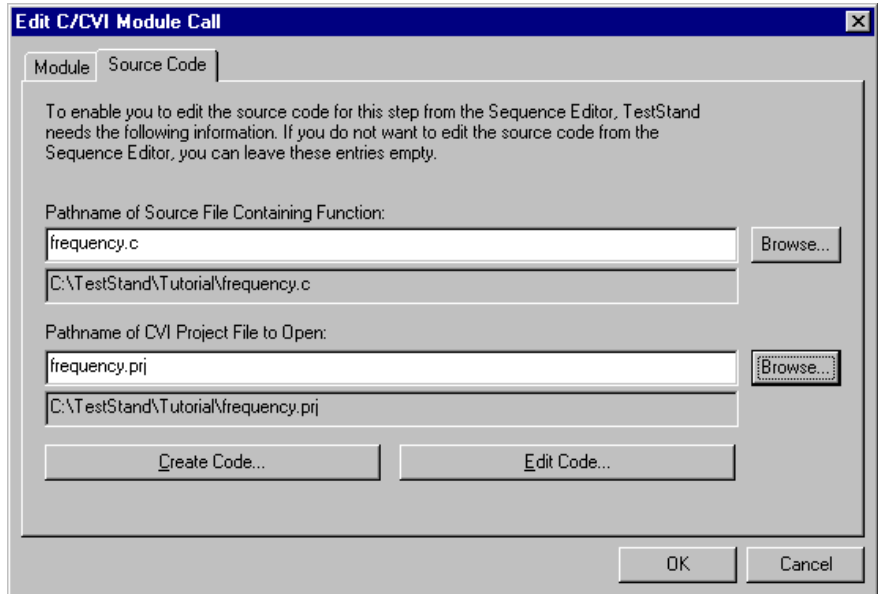 Edit C/CVI Module Call
Module Source Code
To enable you to edit the source code for this step from the Sequence Editor, TestStand
needs the following information. If you do not want to edit the source code from the
Sequence Editor, you can leave these entries empty.
Pathname of Source File Containing Function:
frequency.c Browse...
C:\TestStand\Tutorial\frequency.c
Pathname of CVI Project File to Open:
frequency.prj Browse...
C:\TestStand\Tutorial\frequency.prj
Create Code... Edit Code...
OK Cancel